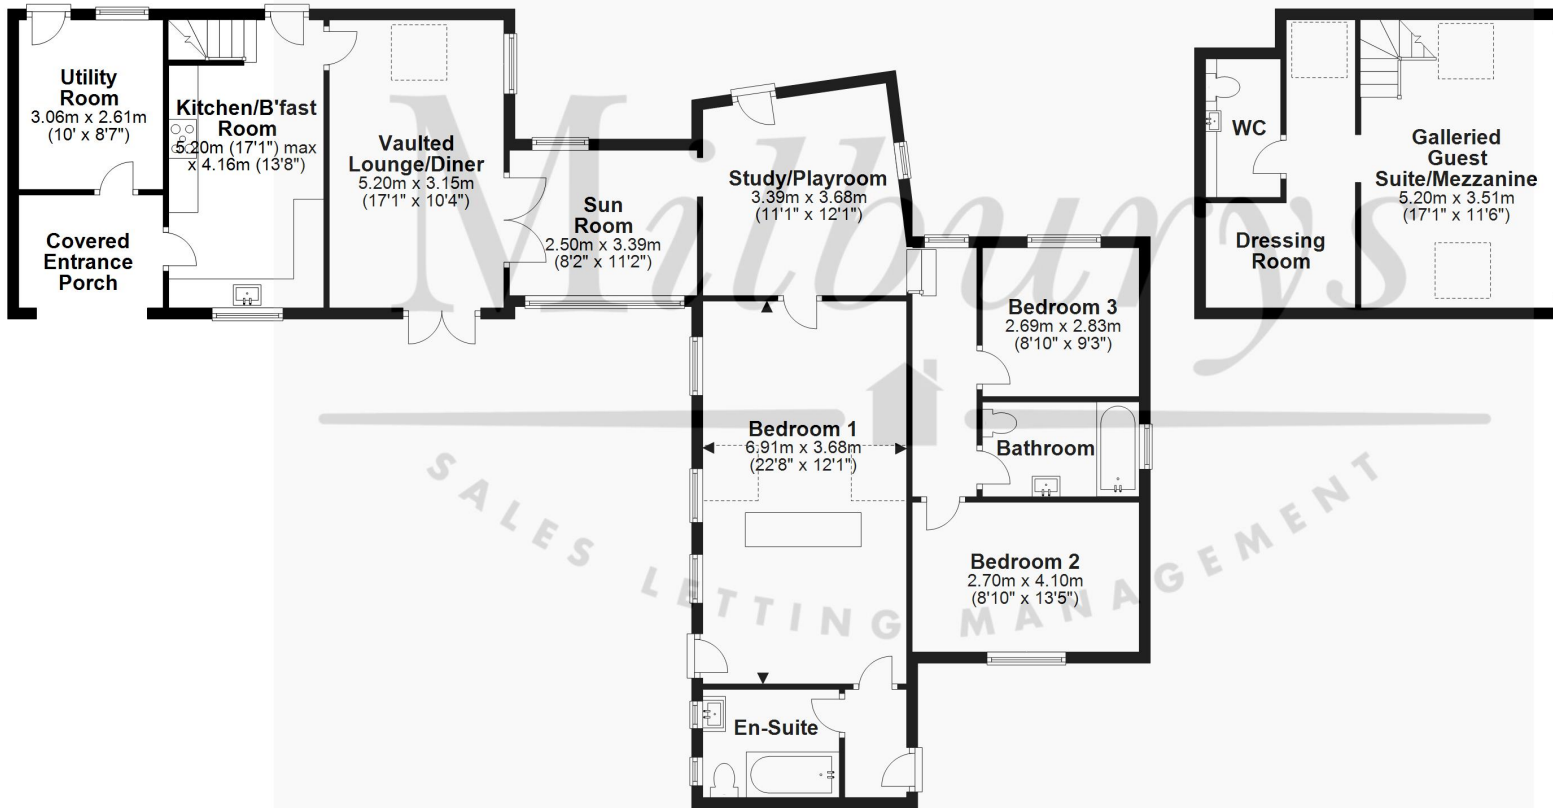 Utility
Room
3.06m x 2.61m
(10' x 8'7")
Kitchen/B'fast
Room
5.20m (17'1") max
x 4.16m (13'8")
Covered
Entrance
Porch
Vaulted
Lounge/Diner
5.20m x 3.15m
(17'1" x 10'4")
Sun
Room
2.50m x 3.39m
(8'2" x 11'2")
Study/Playroom
3.39m x 3.68m
(11'1" x 12'1")
Bedroom 3
2.69m x 2.83m
(8'10" x 9'3")
Bedroom 1
6.91m x 3.68m
(22'8" x 12'1")
Bathroom
Bedroom 2
2.70m x 4.10m
(8'10" x 13'5")
En-Suite
WC
Galleried
Guest
Suite/Mezzanine
5.20m x 3.51m
(17'1" x 11'6")
Dressing
Room
Milburys
SALES LETTING MANAGEMENT